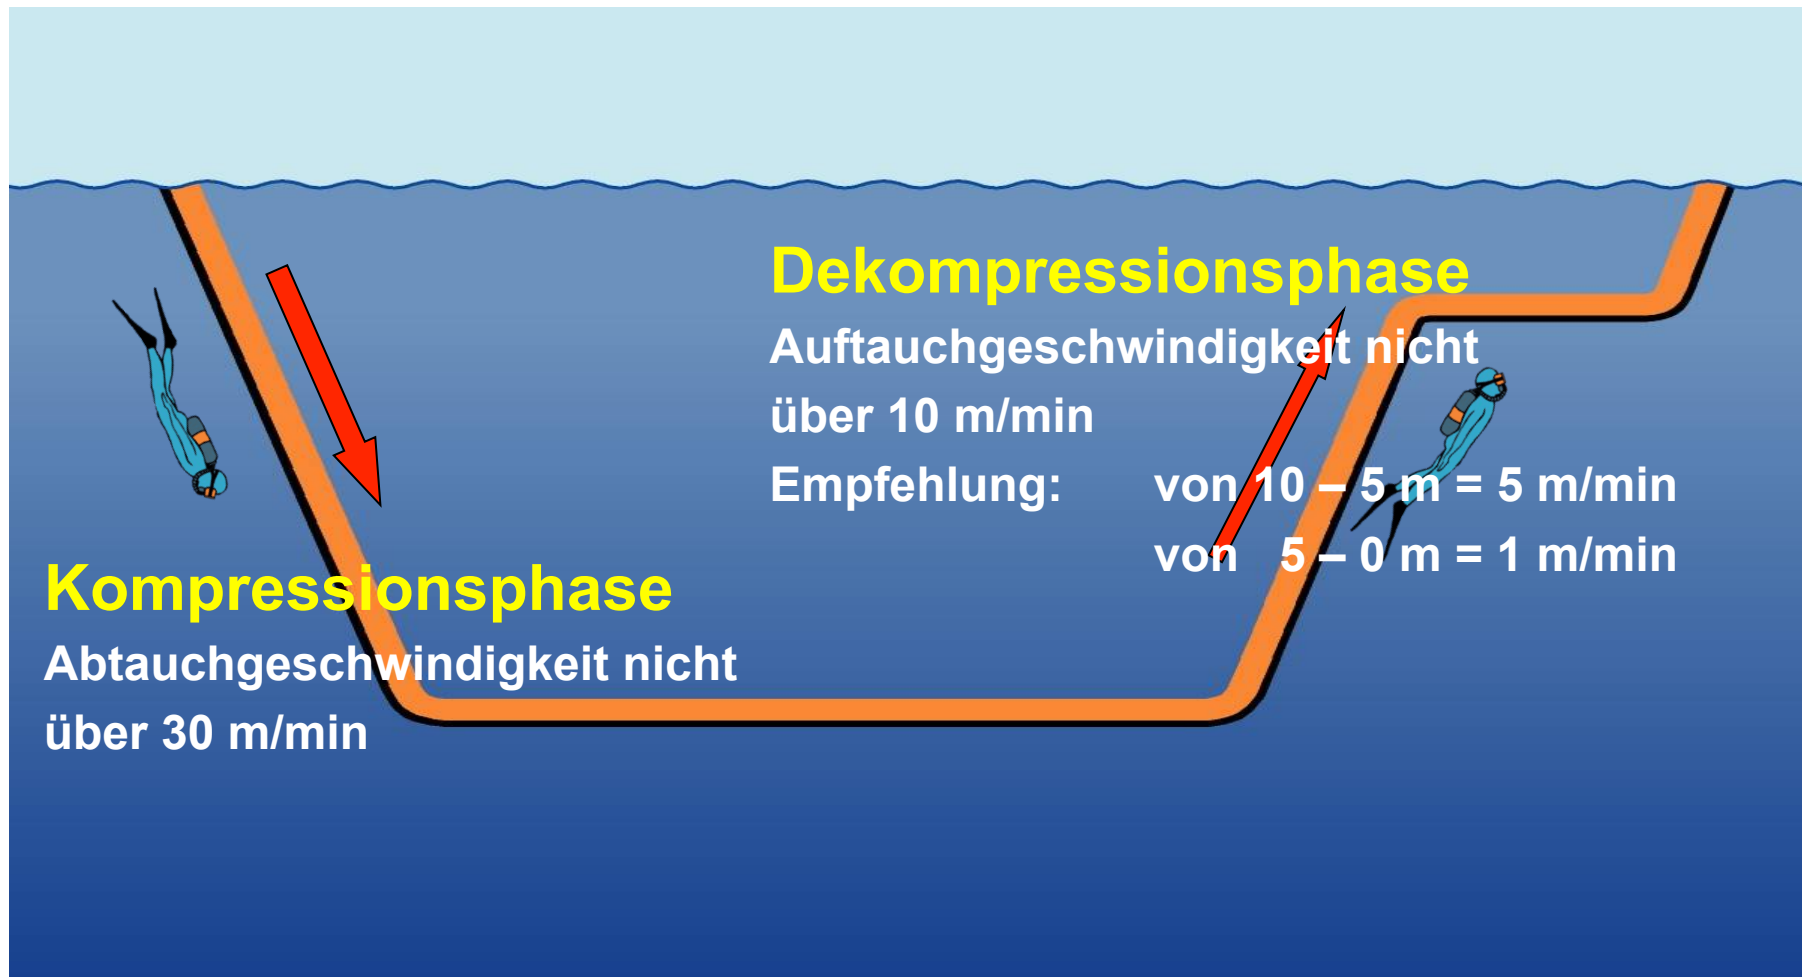 Dekompressionsphase
Auftauchgeschwindigkeit nicht
über 10 m/min
Empfehlung: von 10 – 5 m = 5 m/min
von 5 – 0 m = 1 m/min
Kompressionsphase
Abtauchgeschwindigkeit nicht
über 30 m/min